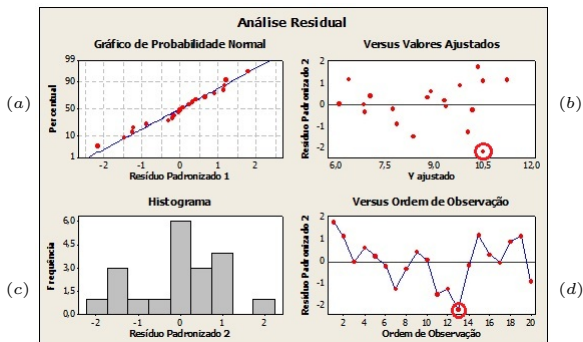 Análise Residual
Gráfico de Probabilidade Normal
(a)
Percentual
99
90
50
10
1
-2 -1 0 1 2
Resíduo Padronizado 1
Versus Valores Ajustados
(b)
Resíduo Padronizado 2
2
1
0
-1
-2
6,0 7,5 9,0 10,5 12,0
Y ajustado
Histograma
(c)
Frequência
6,0
4,5
3,0
1,5
0
-2 -1 0 1 2
Resíduo Padronizado 2
Versus Ordem de Observação
(d)
Resíduo Padronizado 2
2
1
0
-1
-2
2 4 6 8 10 12 14 16 18 20
Ordem de Observação